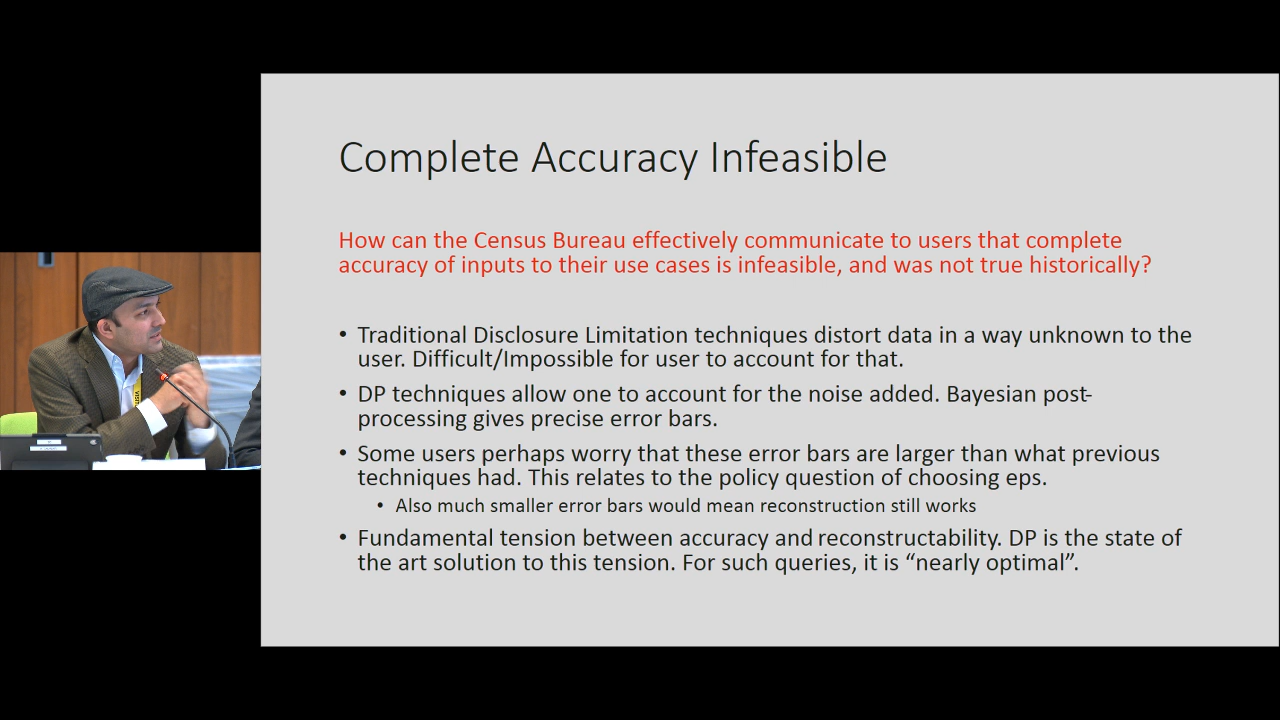 Complete Accuracy Infeasible
How can the Census Bureau effectively communicate to users that complete
accuracy of inputs to their use cases is infeasible, and was not true historically?
• Traditional Disclosure Limitation techniques distort data in a way unknown to the
user. Difficult/Impossible for user to account for that.
• DP techniques allow one to account for the noise added. Bayesian post-
processing gives precise error bars.
• Some users perhaps worry that these error bars are larger than what previous
techniques had. This relates to the policy question of choosing eps.
• Also much smaller error bars would mean reconstruction still works
• Fundamental tension between accuracy and reconstructability. DP is the state of
the art solution to this tension. For such queries, it is “nearly optimal”.